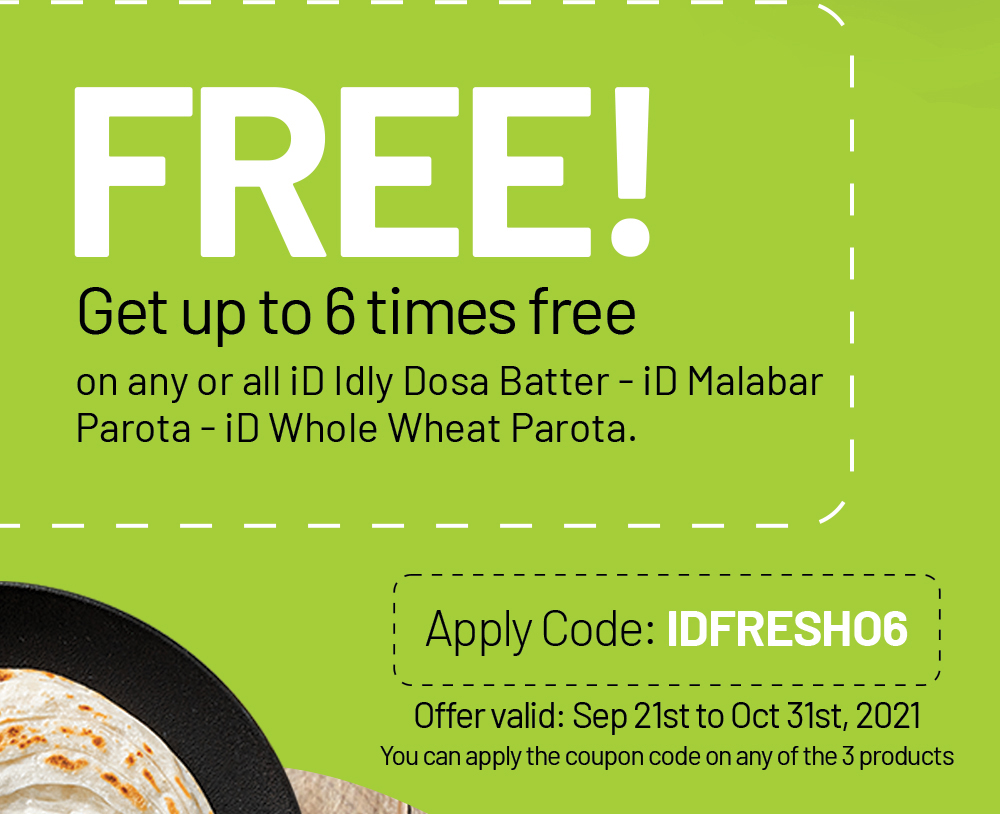 FREE!
Get up to 6 times free
on any or all iD Idly Dosa Batter - iD Malabar
Parota - iD Whole Wheat Parota.
Apply Code: IDFRESH06
Offer valid: Sep 21st to Oct 31st, 2021
You can apply the coupon code on any of the 3 products